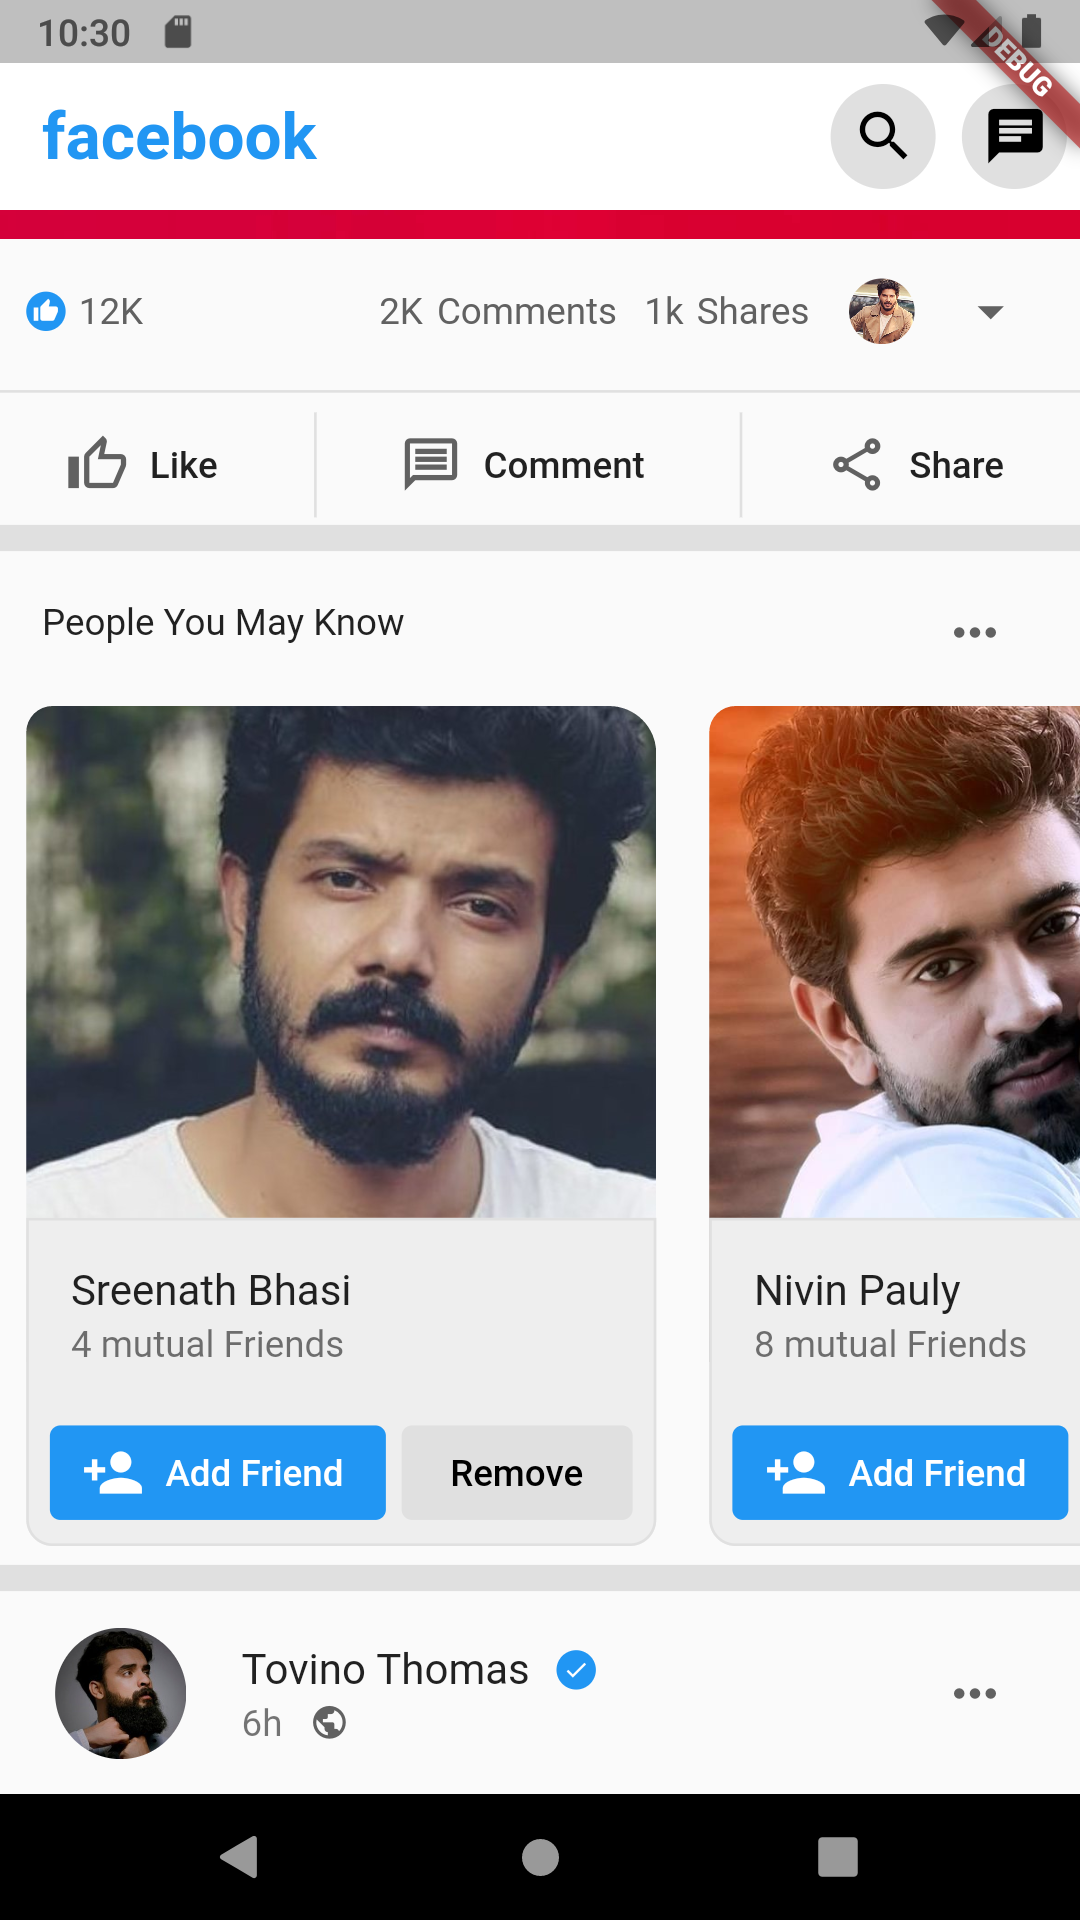 10:30
DEBUG
facebook
12K 2K Comments 1k Shares
Like Comment Share
People You May Know
Sreenath Bhasi Nivin Pauly
4 mutual Friends 8 mutual Friends
Add Friend Remove Add Friend
Tovino Thomas
6h